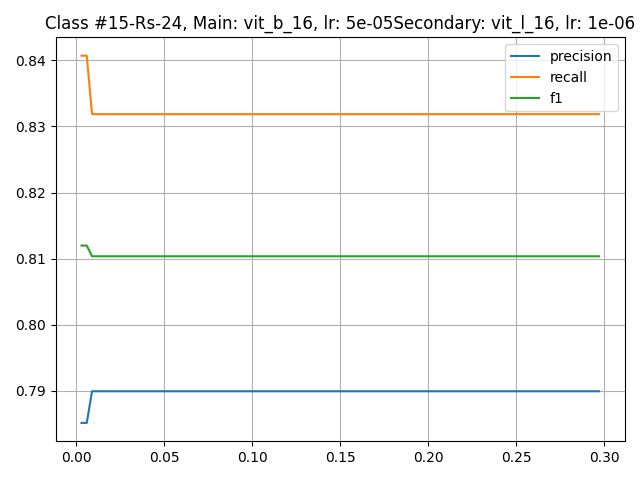 Class #15-Rs-24, Main: vit_b_16, lr: 5e-05Secondary: vit_l_16, lr: 1e-06
precision
recall
f1
0.84
0.83
0.82
0.81
0.80
0.79
0.00 0.05 0.10 0.15 0.20 0.25 0.30